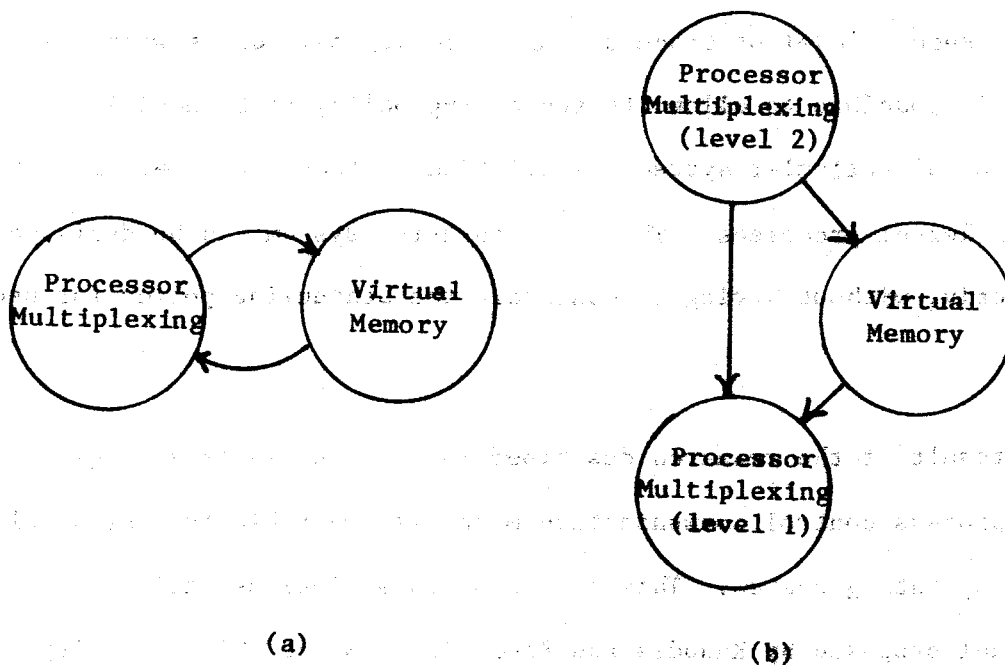 Processor
Multiplexing
Virtual
Memory
(a)
Processor
Multiplexing
(level 2)
Virtual
Memory
Processor
Multiplexing
(level 1)
(b)